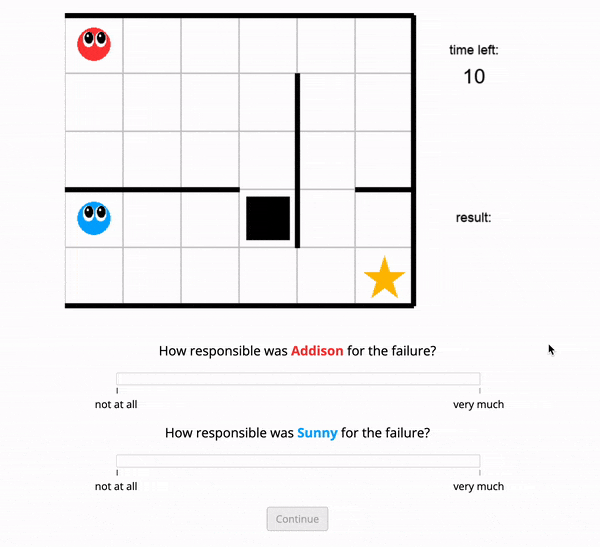 time left:
10
result:
How responsible was Addison for the failure?
not at all very much
How responsible was Sunny for the failure?
not at all very much
Continue